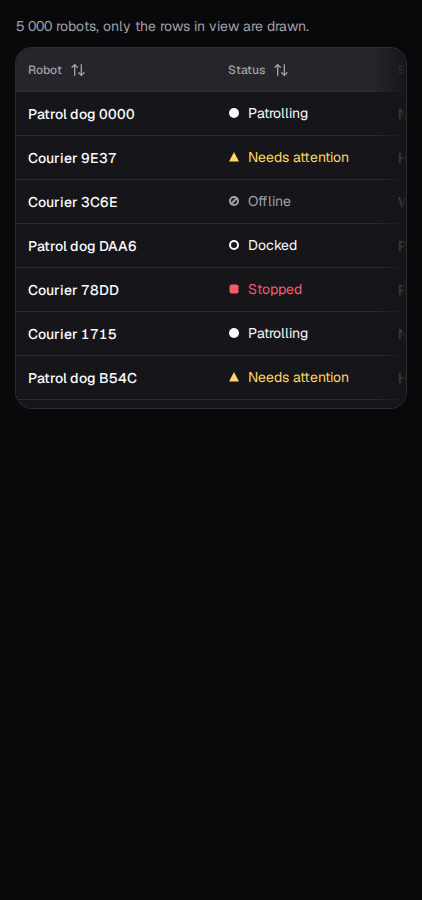 5 000 robots, only the rows in view are drawn.
Robot Status
Patrol dog 0000 Patrolling
Courier 9E37 Needs attention
Courier 3C6E Offline
Patrol dog DAA6 Docked
Courier 78DD Stopped
Courier 1715 Patrolling
Patrol dog B54C Needs attention